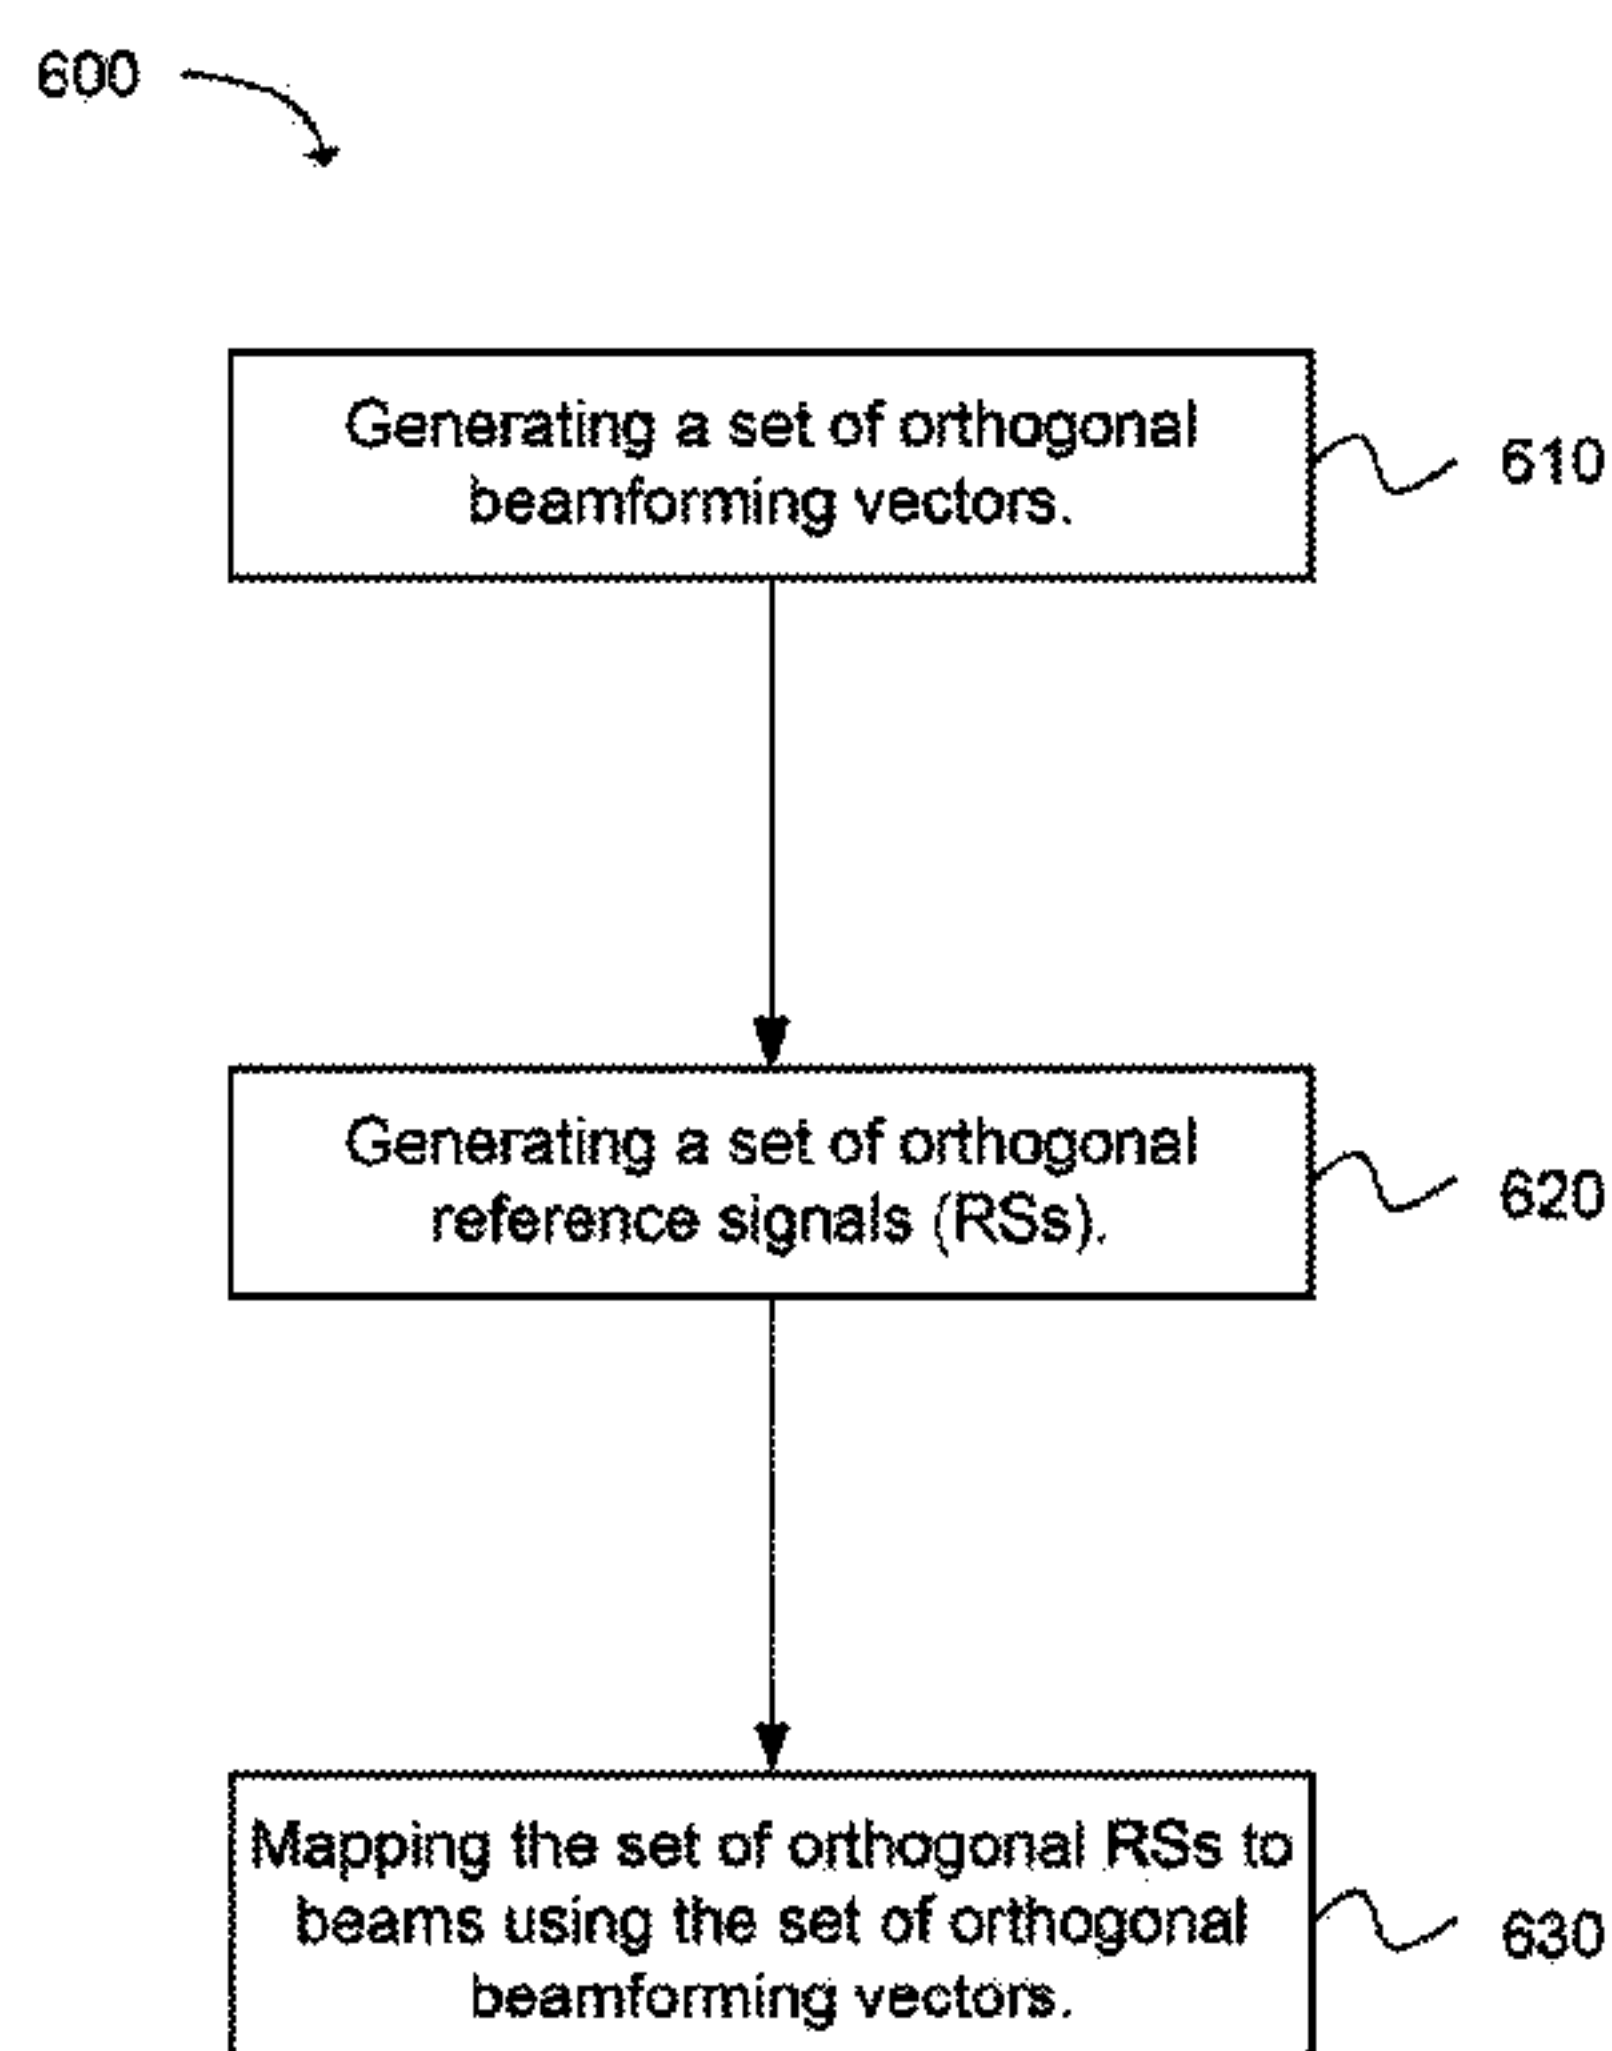 600
Generating a set of orthogonal
beamforming vectors.
610
Generating a set of orthogonal
reference signals (RSs).
620
Mapping the set of orthogonal RSs to
beams using the set of orthogonal
beamforming vectors.
630